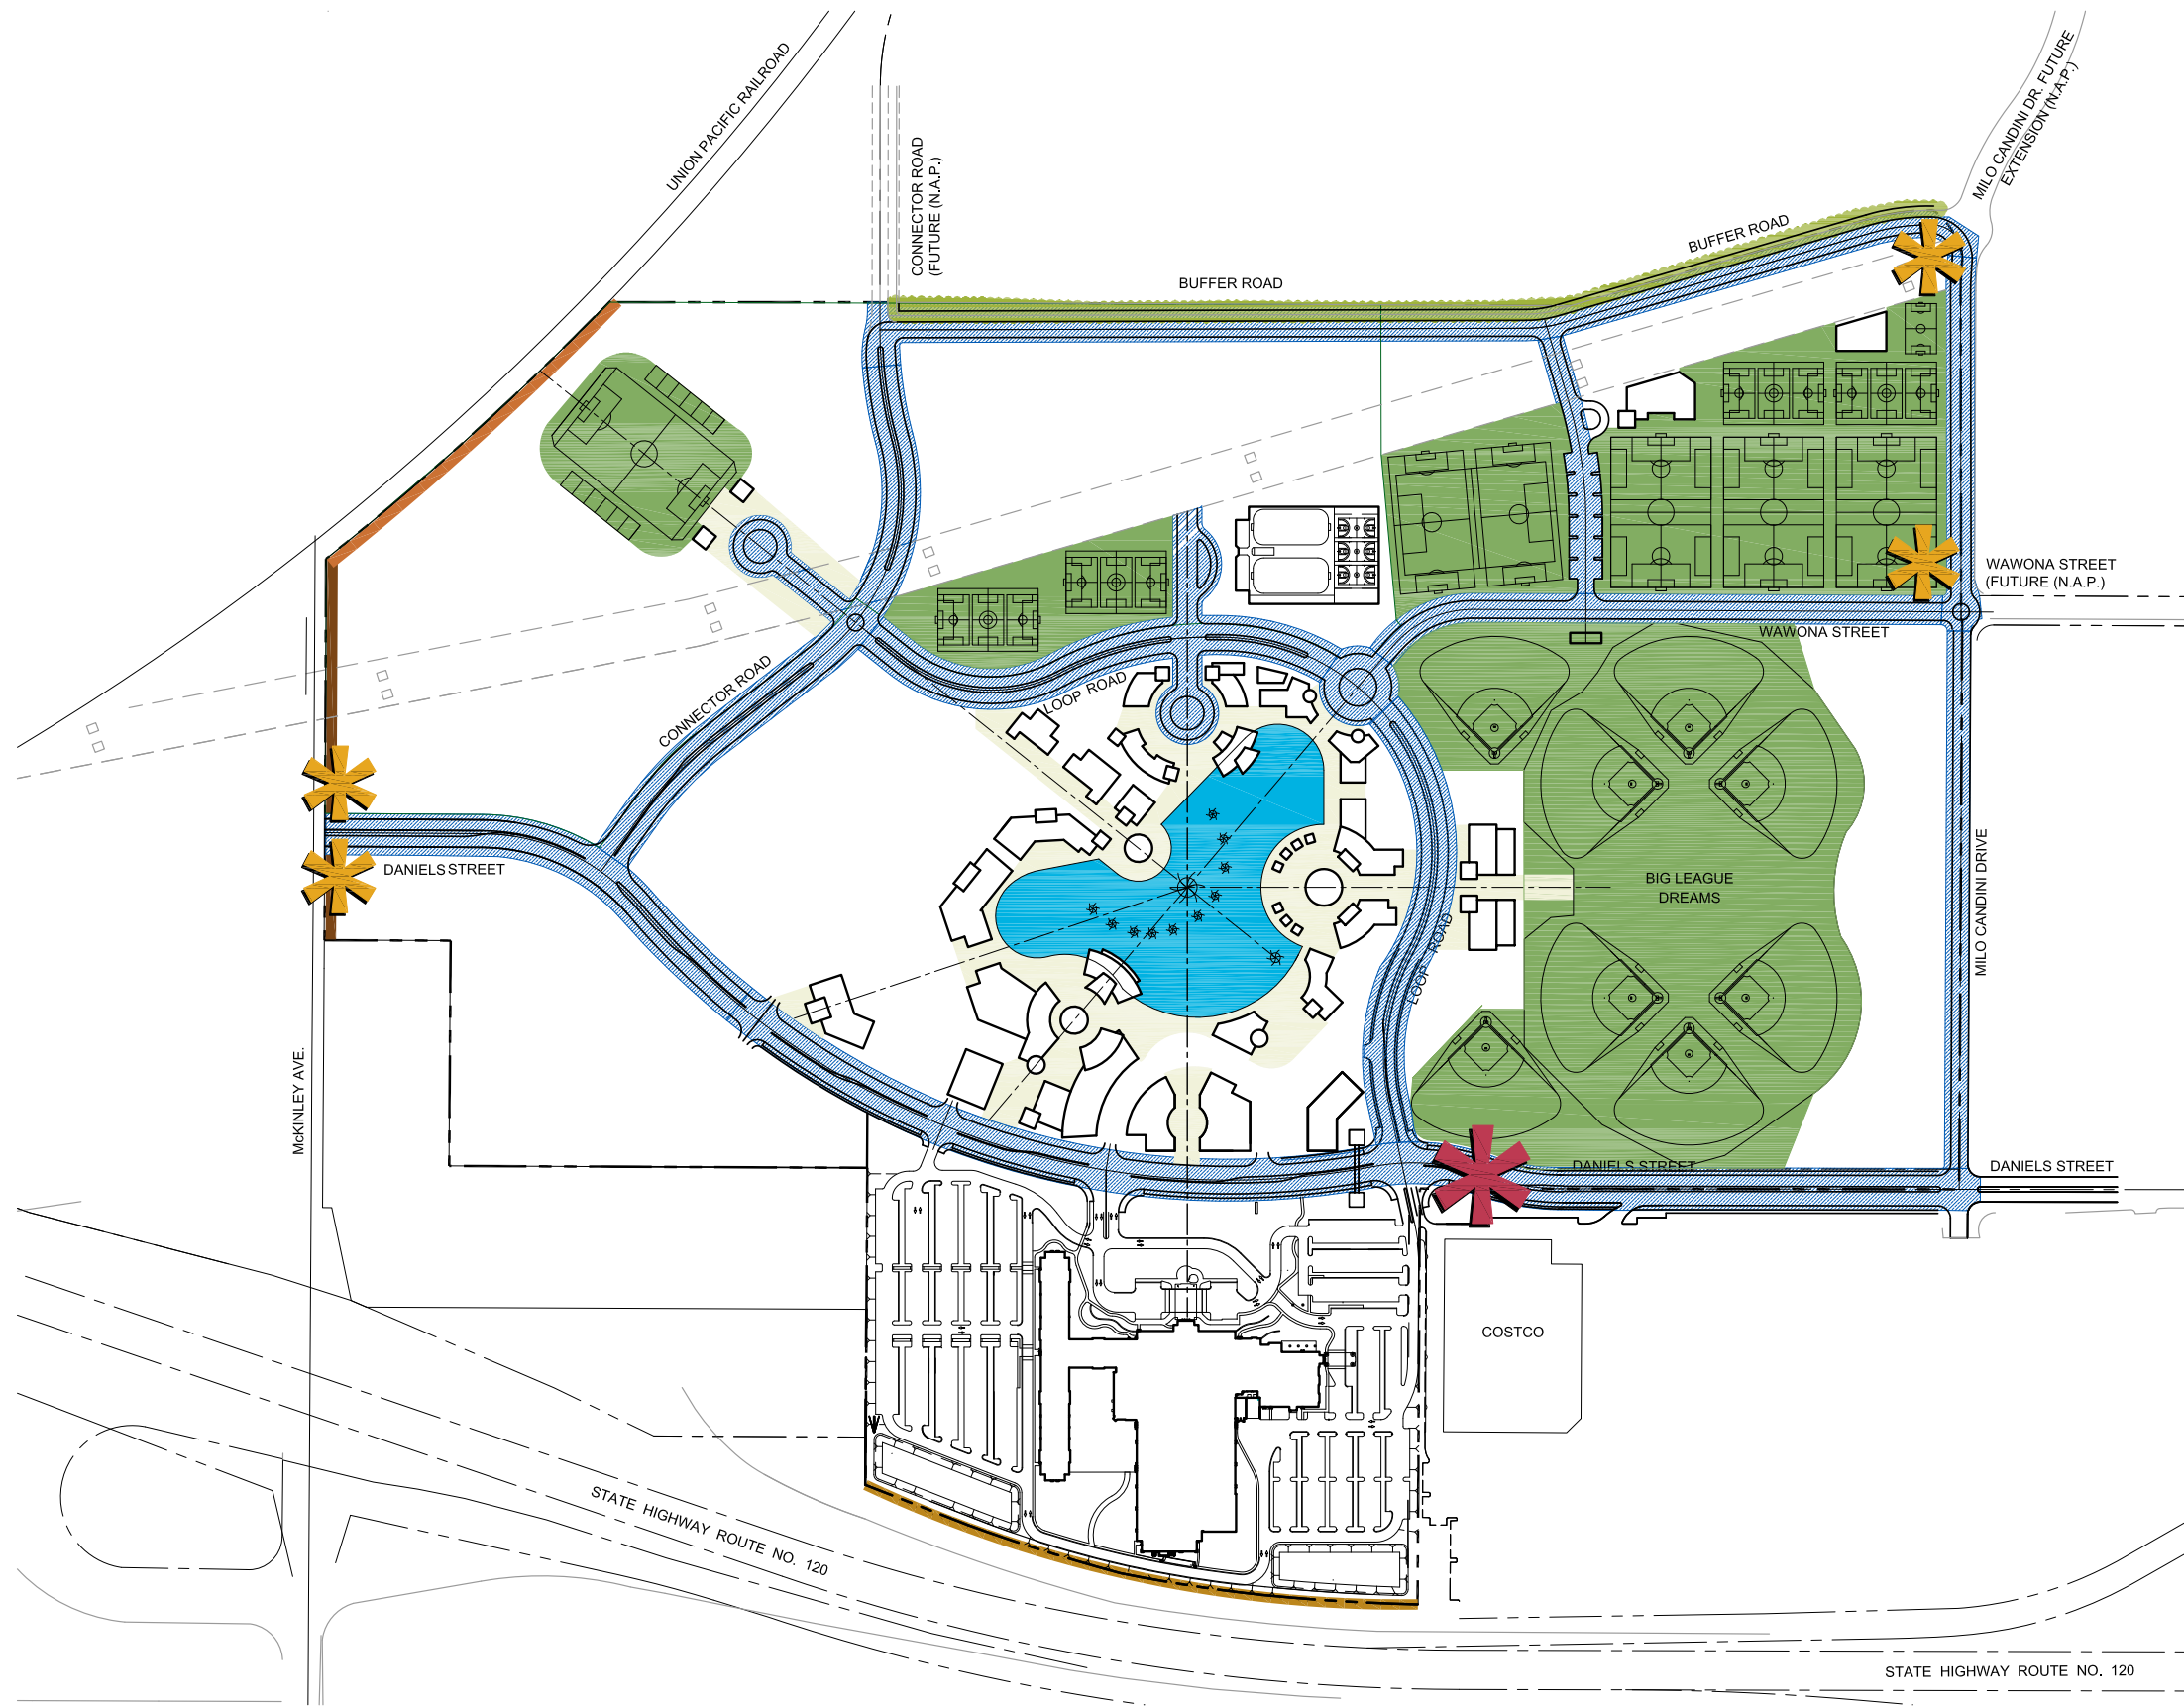 UNION PACIFIC RAILROAD
MILO CANDINI DR. FUTURE
EXTENSION (N.A.P.)
CONNECTOR ROAD
(FUTURE (N.A.P.)
BUFFER ROAD
BUFFER ROAD
WAWONA STREET
(FUTURE (N.A.P.)
WAWONA STREET
CONNECTOR ROAD
LOOP ROAD
DANIELS STREET
BIG LEAGUE
DREAMS
LOOP ROAD
MILO CANDINI DRIVE
McKINLEY AVE.
DANIELS STREET
DANIELS STREET
COSTCO
STATE HIGHWAY ROUTE NO. 120
STATE HIGHWAY ROUTE NO. 120